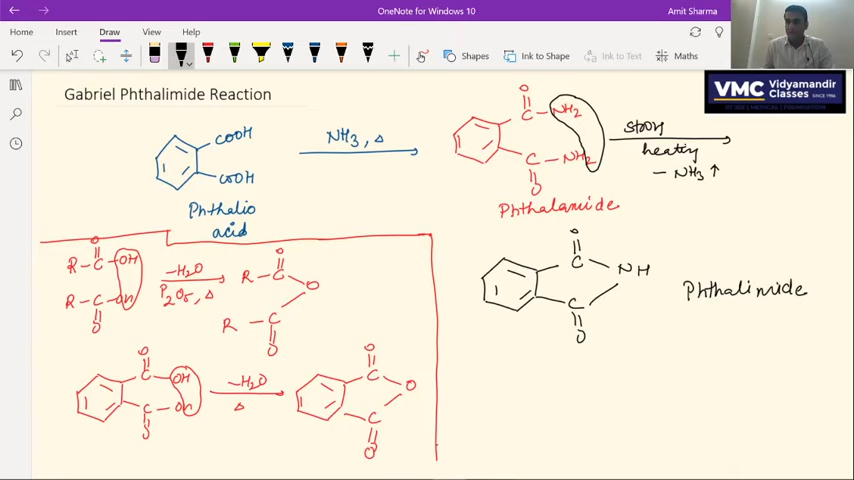 OneNote for Windows 10
Amit Sharma
Home Insert Draw View Help
Shapes
Ink to Shape
Ink to Text
Maths
VMC Vidyamandir Classes
SINCE 1986
Gabriel Phthalimide Reaction
COOH
COOH
Phthalic
acid
NH3, Δ
O
C - NH2
C - NH2
O
Phthalamide
strong
heating
- NH3 ↑
O
R - C - OH
R - C - OH
O
-H2O
P2O5, Δ
O
R - C
O
R - C
O
O
C - OH
C - OH
O
-H2O
Δ
O
C
O
C
O
O
C
NH
C
O
Phthalimide